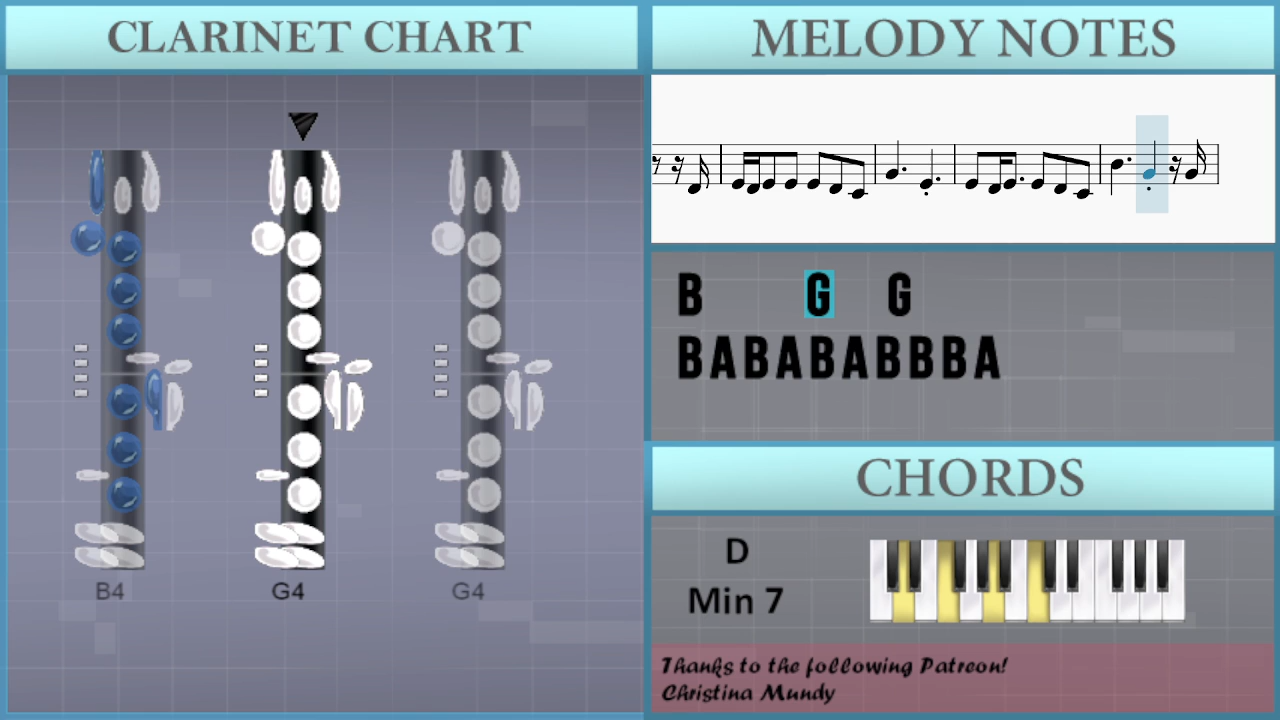 CLARINET CHART
B4
G4
G4
MELODY NOTES
B G G
BABABABBBA
CHORDS
D
Min 7
Thanks to the following Patreon!
Christina Mundy